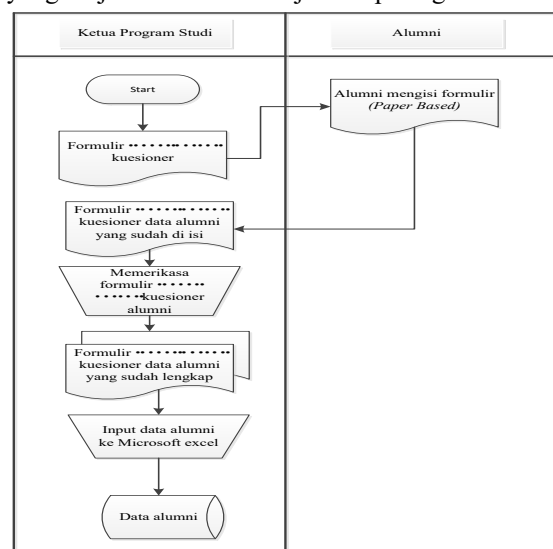 Ketua Program Studi
Alumni
Start
Alumni mengisi formulir
(Paper Based)
Formulir
kuesioner
Formulir
kuesioner data alumni
yang sudah di isi
Memerikasa
formulir
kuesioner
alumni
Formulir
kuesioner data alumni
yang sudah lengkap
Input data alumni
ke Microsoft excel
Data alumni